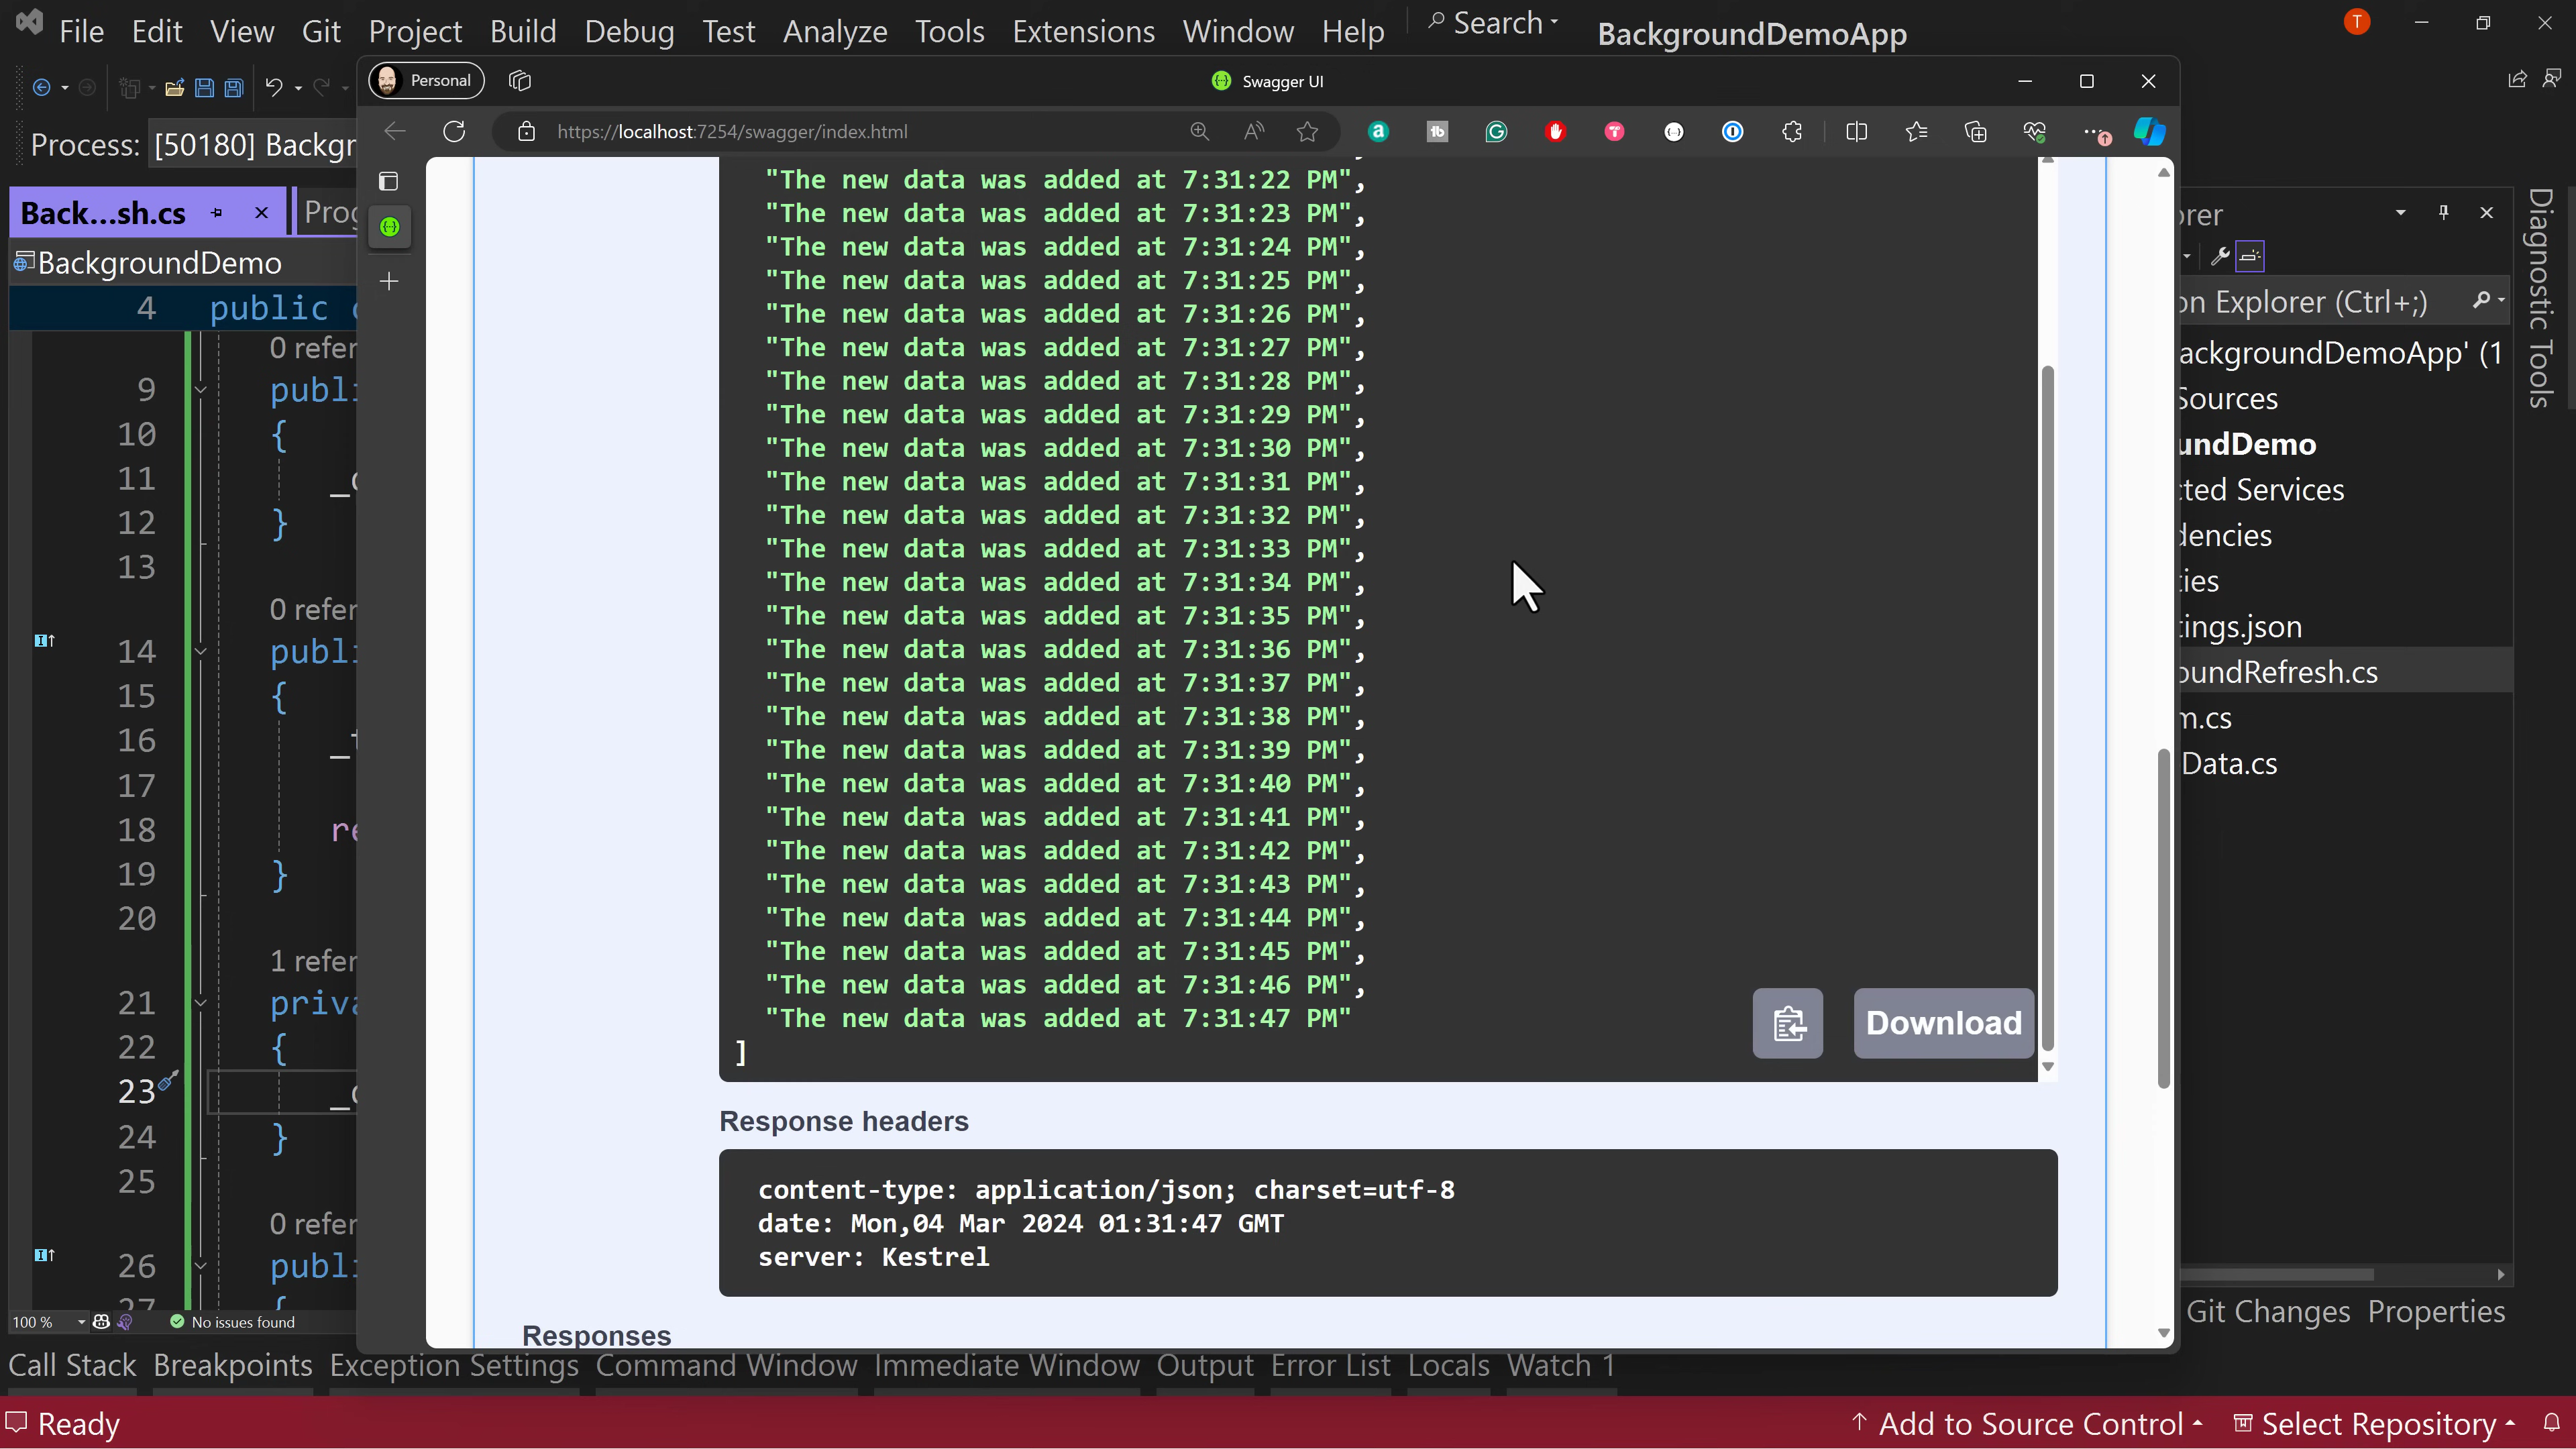 File Edit View Git Project Build Debug Test Analyze Tools Extensions Window Help Search BackgroundDemoApp T
Personal Swagger UI
https://localhost:7254/swagger/index.html
Process: [50180] Backgr
Back...sh.cs Prog
BackgroundDemo
4 public c
0 refer
9 publi
10 {
11 _c
12 }
13
0 refer
14 publi
15 {
16 _t
17
18 re
19 }
20
1 refer
21 priva
22 {
23 _c
24 }
25
0 refer
26 publi
27 {
100 % No issues found
"The new data was added at 7:31:22 PM",
"The new data was added at 7:31:23 PM",
"The new data was added at 7:31:24 PM",
"The new data was added at 7:31:25 PM",
"The new data was added at 7:31:26 PM",
"The new data was added at 7:31:27 PM",
"The new data was added at 7:31:28 PM",
"The new data was added at 7:31:29 PM",
"The new data was added at 7:31:30 PM",
"The new data was added at 7:31:31 PM",
"The new data was added at 7:31:32 PM",
"The new data was added at 7:31:33 PM",
"The new data was added at 7:31:34 PM",
"The new data was added at 7:31:35 PM",
"The new data was added at 7:31:36 PM",
"The new data was added at 7:31:37 PM",
"The new data was added at 7:31:38 PM",
"The new data was added at 7:31:39 PM",
"The new data was added at 7:31:40 PM",
"The new data was added at 7:31:41 PM",
"The new data was added at 7:31:42 PM",
"The new data was added at 7:31:43 PM",
"The new data was added at 7:31:44 PM",
"The new data was added at 7:31:45 PM",
"The new data was added at 7:31:46 PM",
"The new data was added at 7:31:47 PM"
]
Download
Response headers
content-type: application/json; charset=utf-8
date: Mon,04 Mar 2024 01:31:47 GMT
server: Kestrel
Responses
orer
on Explorer (Ctrl+;)
ackgroundDemoApp' (1
Sources
undDemo
cted Services
dencies
ties
tings.json
oundRefresh.cs
m.cs
Data.cs
Diagnostic Tools
Git Changes Properties
Call Stack Breakpoints Exception Settings Command Window Immediate Window Output Error List Locals Watch 1
Ready Add to Source Control Select Repository